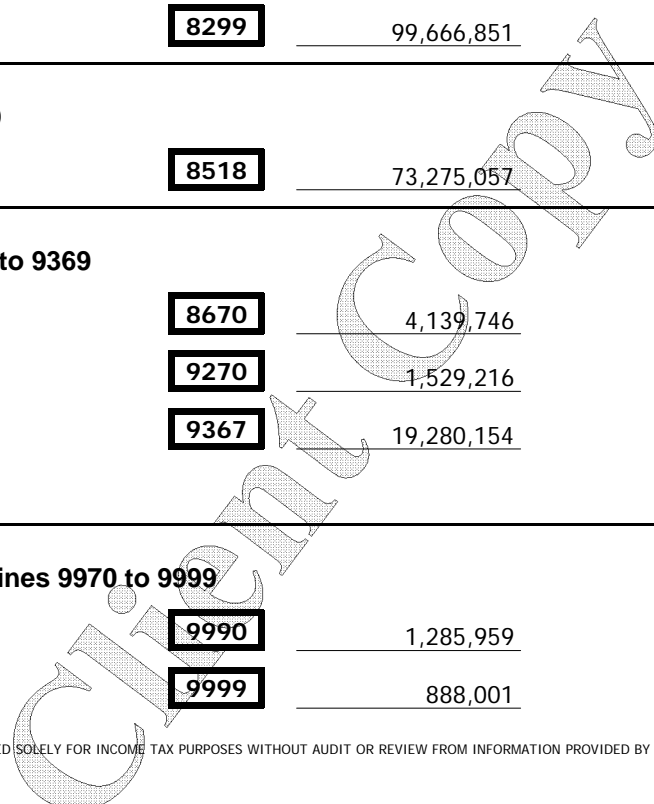 8299 99,666,851
)
8518 73,275,057
to 9369
8670 4,139,746
9270 1,529,216
9367 19,280,154
ines 9970 to 9999
9990 1,285,959
9999 888,001
ED SOLELY FOR INCOME TAX PURPOSES WITHOUT AUDIT OR REVIEW FROM INFORMATION PROVIDED BY
Client Copy